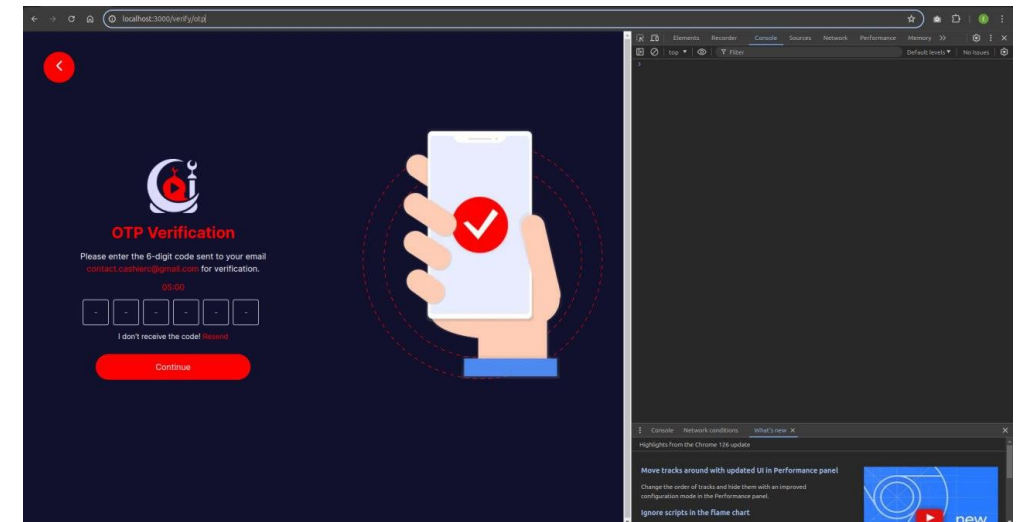 localhost:3000/verify/otp
Elements Recorder Console Sources Network Performance Memory
top Filter Default levels No Issues
OTP Verification
Please enter the 6-digit code sent to your email
contact.cashierc@gmail.com for verification.
05:00
- - - - - -
I don't receive the code! Resend
Continue
Console Network conditions What's new
Highlights from the Chrome 126 update
Move tracks around with updated UI in Performance panel
Change the order of tracks and hide them with an improved
configuration mode in the Performance panel.
Ignore scripts in the flame chart
new